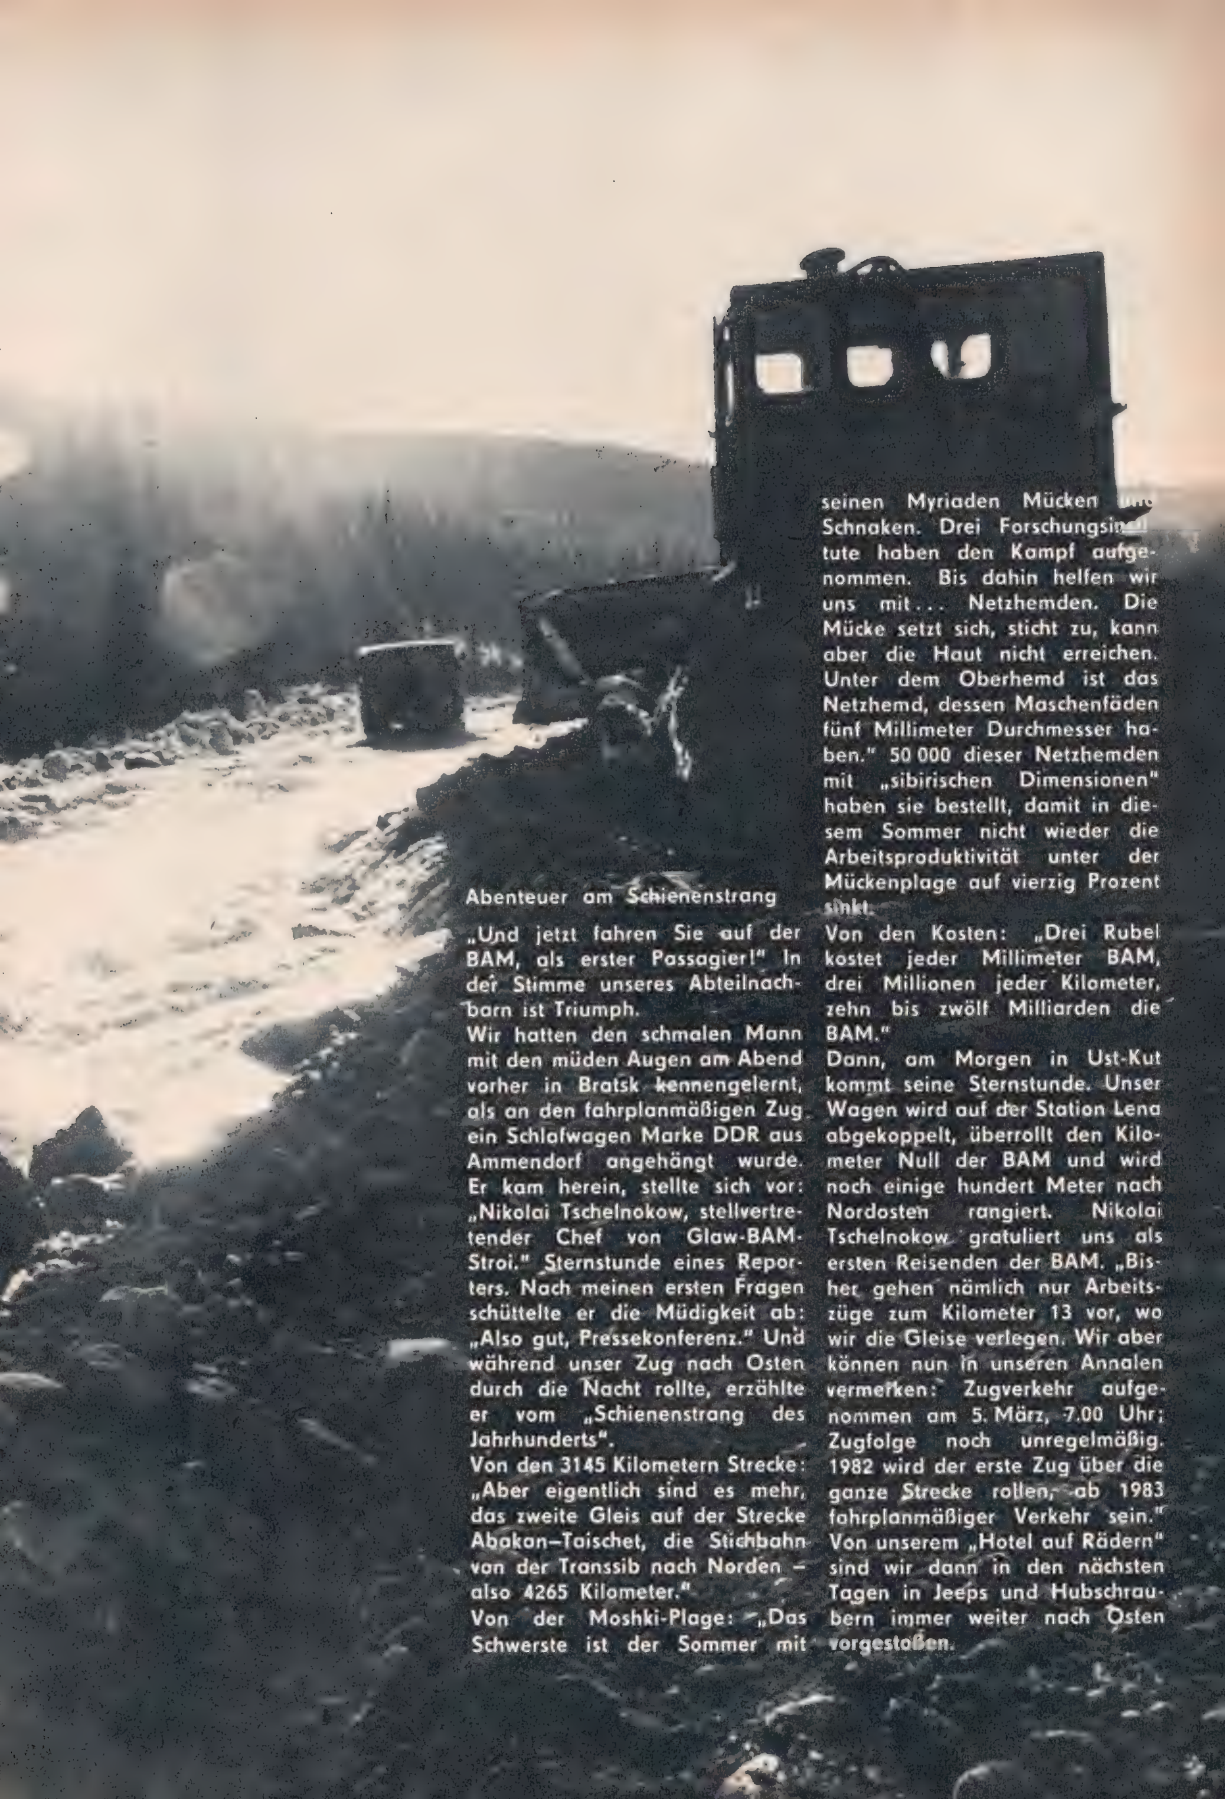 Abenteuer am Schienenstrang
„Und jetzt fahren Sie auf der
BAM, als erster Passagier!“ In
der Stimme unseres Abteilnach-
barn ist Triumph.
Wir hatten den schmalen Mann
mit den müden Augen am Abend
vorher in Bratsk kennengelernt,
als an den fahrplanmäßigen Zug
ein Schlafwagen Marke DDR aus
Ammendorf angehängt wurde.
Er kam herein, stellte sich vor:
„Nikolai Tschelnokow, stellvertre-
tender Chef von Glaw-BAM-
Stroi.“ Sternstunde eines Repor-
ters. Nach meinen ersten Fragen
schüttelte er die Müdigkeit ab:
„Also gut, Pressekonferenz.“ Und
während unser Zug nach Osten
durch die Nacht rollte, erzählte
er vom „Schienenstrang des
Jahrhunderts“.
Von den 3145 Kilometern Strecke:
„Aber eigentlich sind es mehr,
das zweite Gleis auf der Strecke
Abakan–Taischet, die Stichbahn
von der Transsib nach Norden –
also 4265 Kilometer.“
Von der Moshki-Plage: „Das
Schwerste ist der Sommer mit
seinen Myriaden Mücken und
Schnaken. Drei Forschungsinsti-
tute haben den Kampf aufge-
nommen. Bis dahin helfen wir
uns mit... Netzhemden. Die
Mücke setzt sich, sticht zu, kann
aber die Haut nicht erreichen.
Unter dem Oberhemd ist das
Netzhemd, dessen Maschenfäden
fünf Millimeter Durchmesser ha-
ben.“ 50 000 dieser Netzhemden
mit „sibirischen Dimensionen“
haben sie bestellt, damit in die-
sem Sommer nicht wieder die
Arbeitsproduktivität unter der
Mückenplage auf vierzig Prozent
sinkt.
Von den Kosten: „Drei Rubel
kostet jeder Millimeter BAM,
drei Millionen jeder Kilometer,
zehn bis zwölf Milliarden die
BAM.“
Dann, am Morgen in Ust-Kut
kommt seine Sternstunde. Unser
Wagen wird auf der Station Lena
abgekoppelt, überrollt den Kilo-
meter Null der BAM und wird
noch einige hundert Meter nach
Nordosten rangiert. Nikolai
Tschelnokow gratuliert uns als
ersten Reisenden der BAM. „Bis-
her gehen nämlich nur Arbeits-
züge zum Kilometer 13 vor, wo
wir die Gleise verlegen. Wir aber
können nun in unseren Annalen
vermerken: Zugverkehr aufge-
nommen am 5. März, 7.00 Uhr;
Zugfolge noch unregelmäßig.
1982 wird der erste Zug über die
ganze Strecke rollen, ab 1983
fahrplanmäßiger Verkehr sein.“
Von unserem „Hotel auf Rädern“
sind wir dann in den nächsten
Tagen in Jeeps und Hubschrau-
bern immer weiter nach Osten
vorgestoßen.